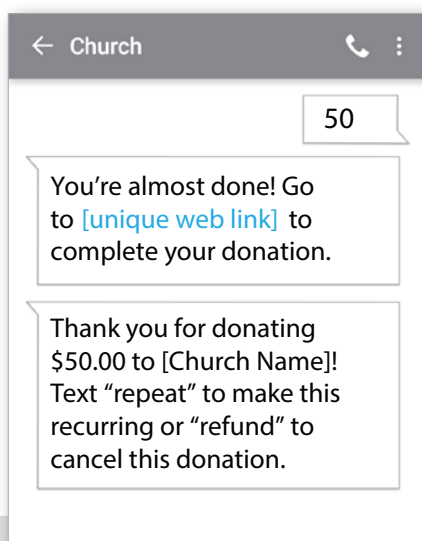 Church
50
You’re almost done! Go
to [unique web link] to
complete your donation.
Thank you for donating
$50.00 to [Church Name]!
Text “repeat” to make this
recurring or “refund” to
cancel this donation.